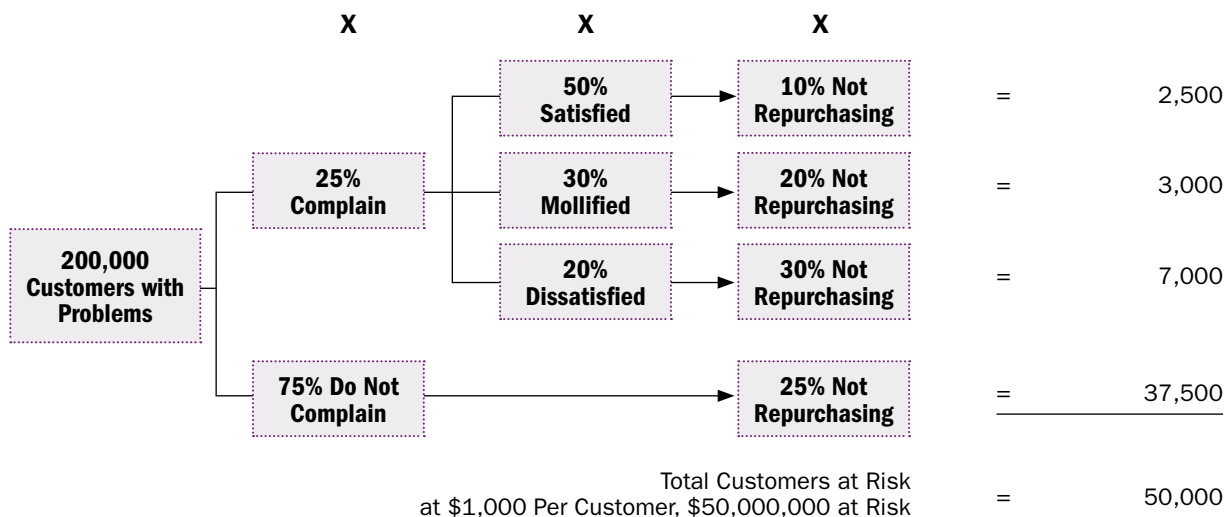 X X X
50%
Satisfied
10% Not
Repurchasing
= 2,500
25%
Complain
30%
Mollified
20% Not
Repurchasing
= 3,000
200,000
Customers with
Problems
20%
Dissatisfied
30% Not
Repurchasing
= 7,000
75% Do Not
Complain
25% Not
Repurchasing
= 37,500
Total Customers at Risk
at $1,000 Per Customer, $50,000,000 at Risk
= 50,000